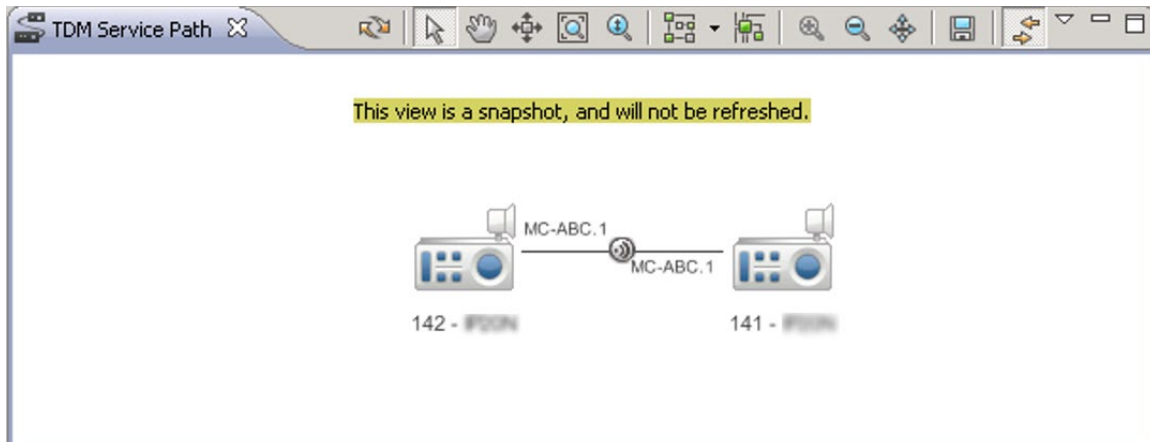 TDM Service Path
This view is a snapshot, and will not be refreshed.
MC-ABC.1
MC-ABC.1
142 -
141 -